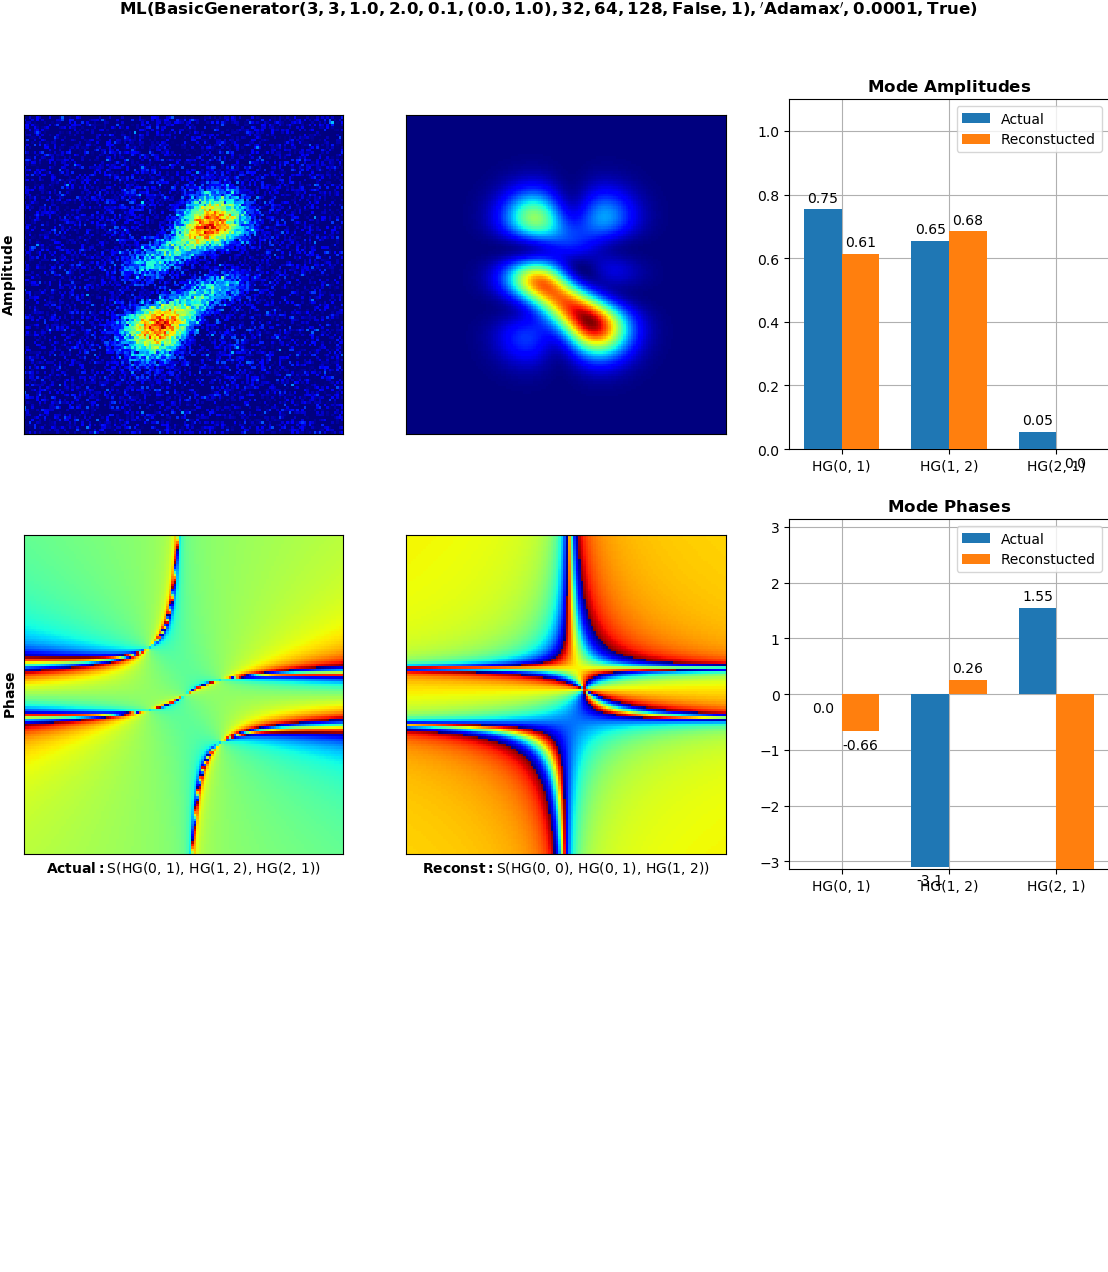 ML(BasicGenerator(3, 3, 1.0, 2.0, 0.1, (0.0, 1.0), 32, 64, 128, False, 1), ′Adamax′, 0.0001, True)
Amplitude
Mode Amplitudes
Actual
Reconstucted
1.0
0.8
0.6
0.4
0.2
0.0
0.75
0.61
0.65
0.68
0.05
0.0
HG(0, 1)
HG(1, 2)
HG(2, 1)
Phase
Actual: S(HG(0, 1), HG(1, 2), HG(2, 1))
Reconst: S(HG(0, 0), HG(0, 1), HG(1, 2))
Mode Phases
Actual
Reconstucted
3
2
1
0
−1
−2
−3
0.0
-0.66
-3.1
0.26
1.55
HG(0, 1)
HG(1, 2)
HG(2, 1)